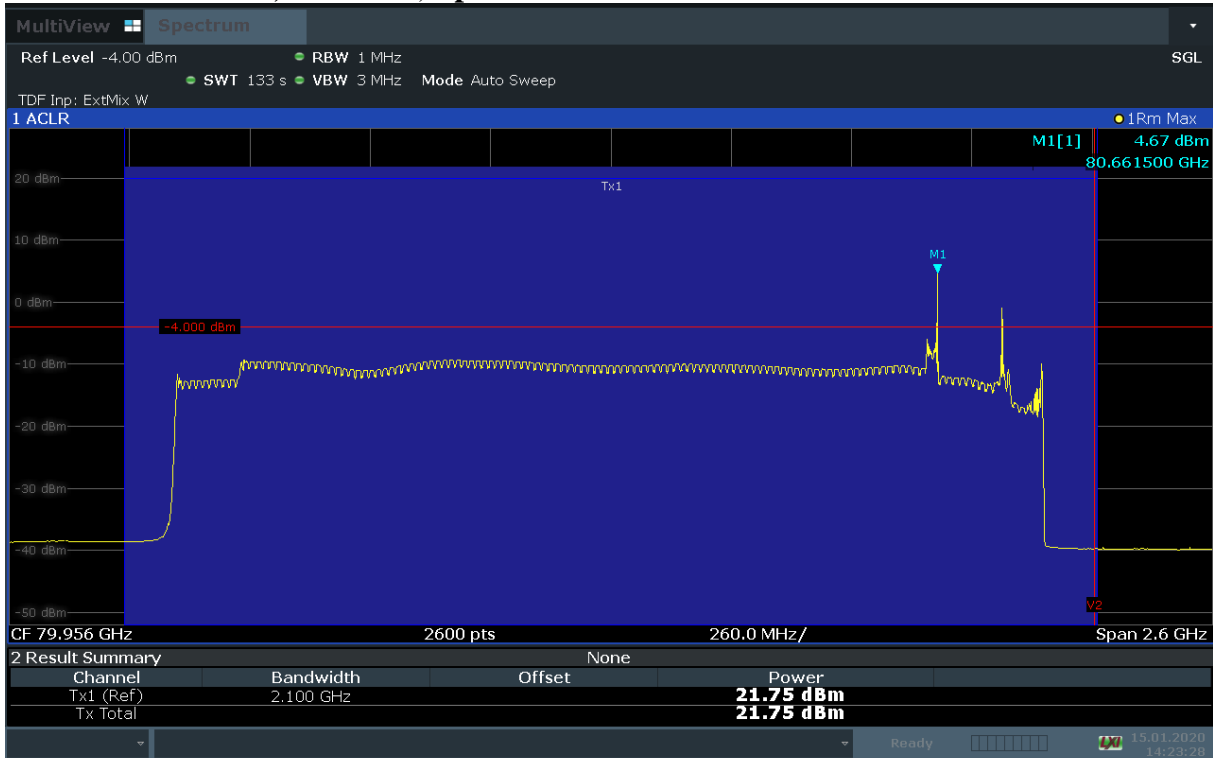 MultiView Spectrum
Ref Level -4.00 dBm RBW 1 MHz SGL
SWT 133 s VBW 3 MHz Mode Auto Sweep
TDF Inp: ExtMix W
1 ACLR 1Rm Max
M1[1] 4.67 dBm
80.661500 GHz
20 dBm
Tx1
10 dBm
M1
0 dBm
-4.000 dBm
-10 dBm
-20 dBm
-30 dBm
-40 dBm
-50 dBm
V2
CF 79.956 GHz 2600 pts 260.0 MHz/ Span 2.6 GHz
2 Result Summary None
Channel Bandwidth Offset Power
Tx1 (Ref) 2.100 GHz 21.75 dBm
Tx Total 21.75 dBm
Ready LXI 15.01.2020
14:23:28